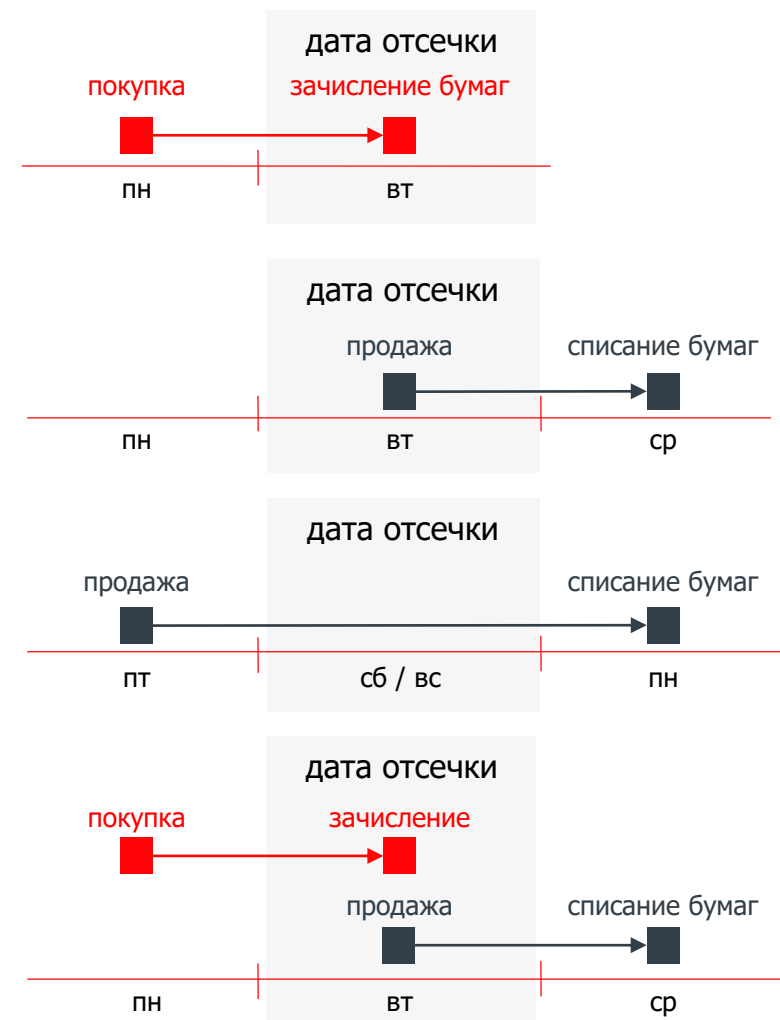 дата отсечки
покупка зачисление бумаг
пн вт
дата отсечки
продажа списание бумаг
пн вт ср
дата отсечки
продажа списание бумаг
пт сб / вс пн
дата отсечки
покупка зачисление
продажа списание бумаг
пн вт ср